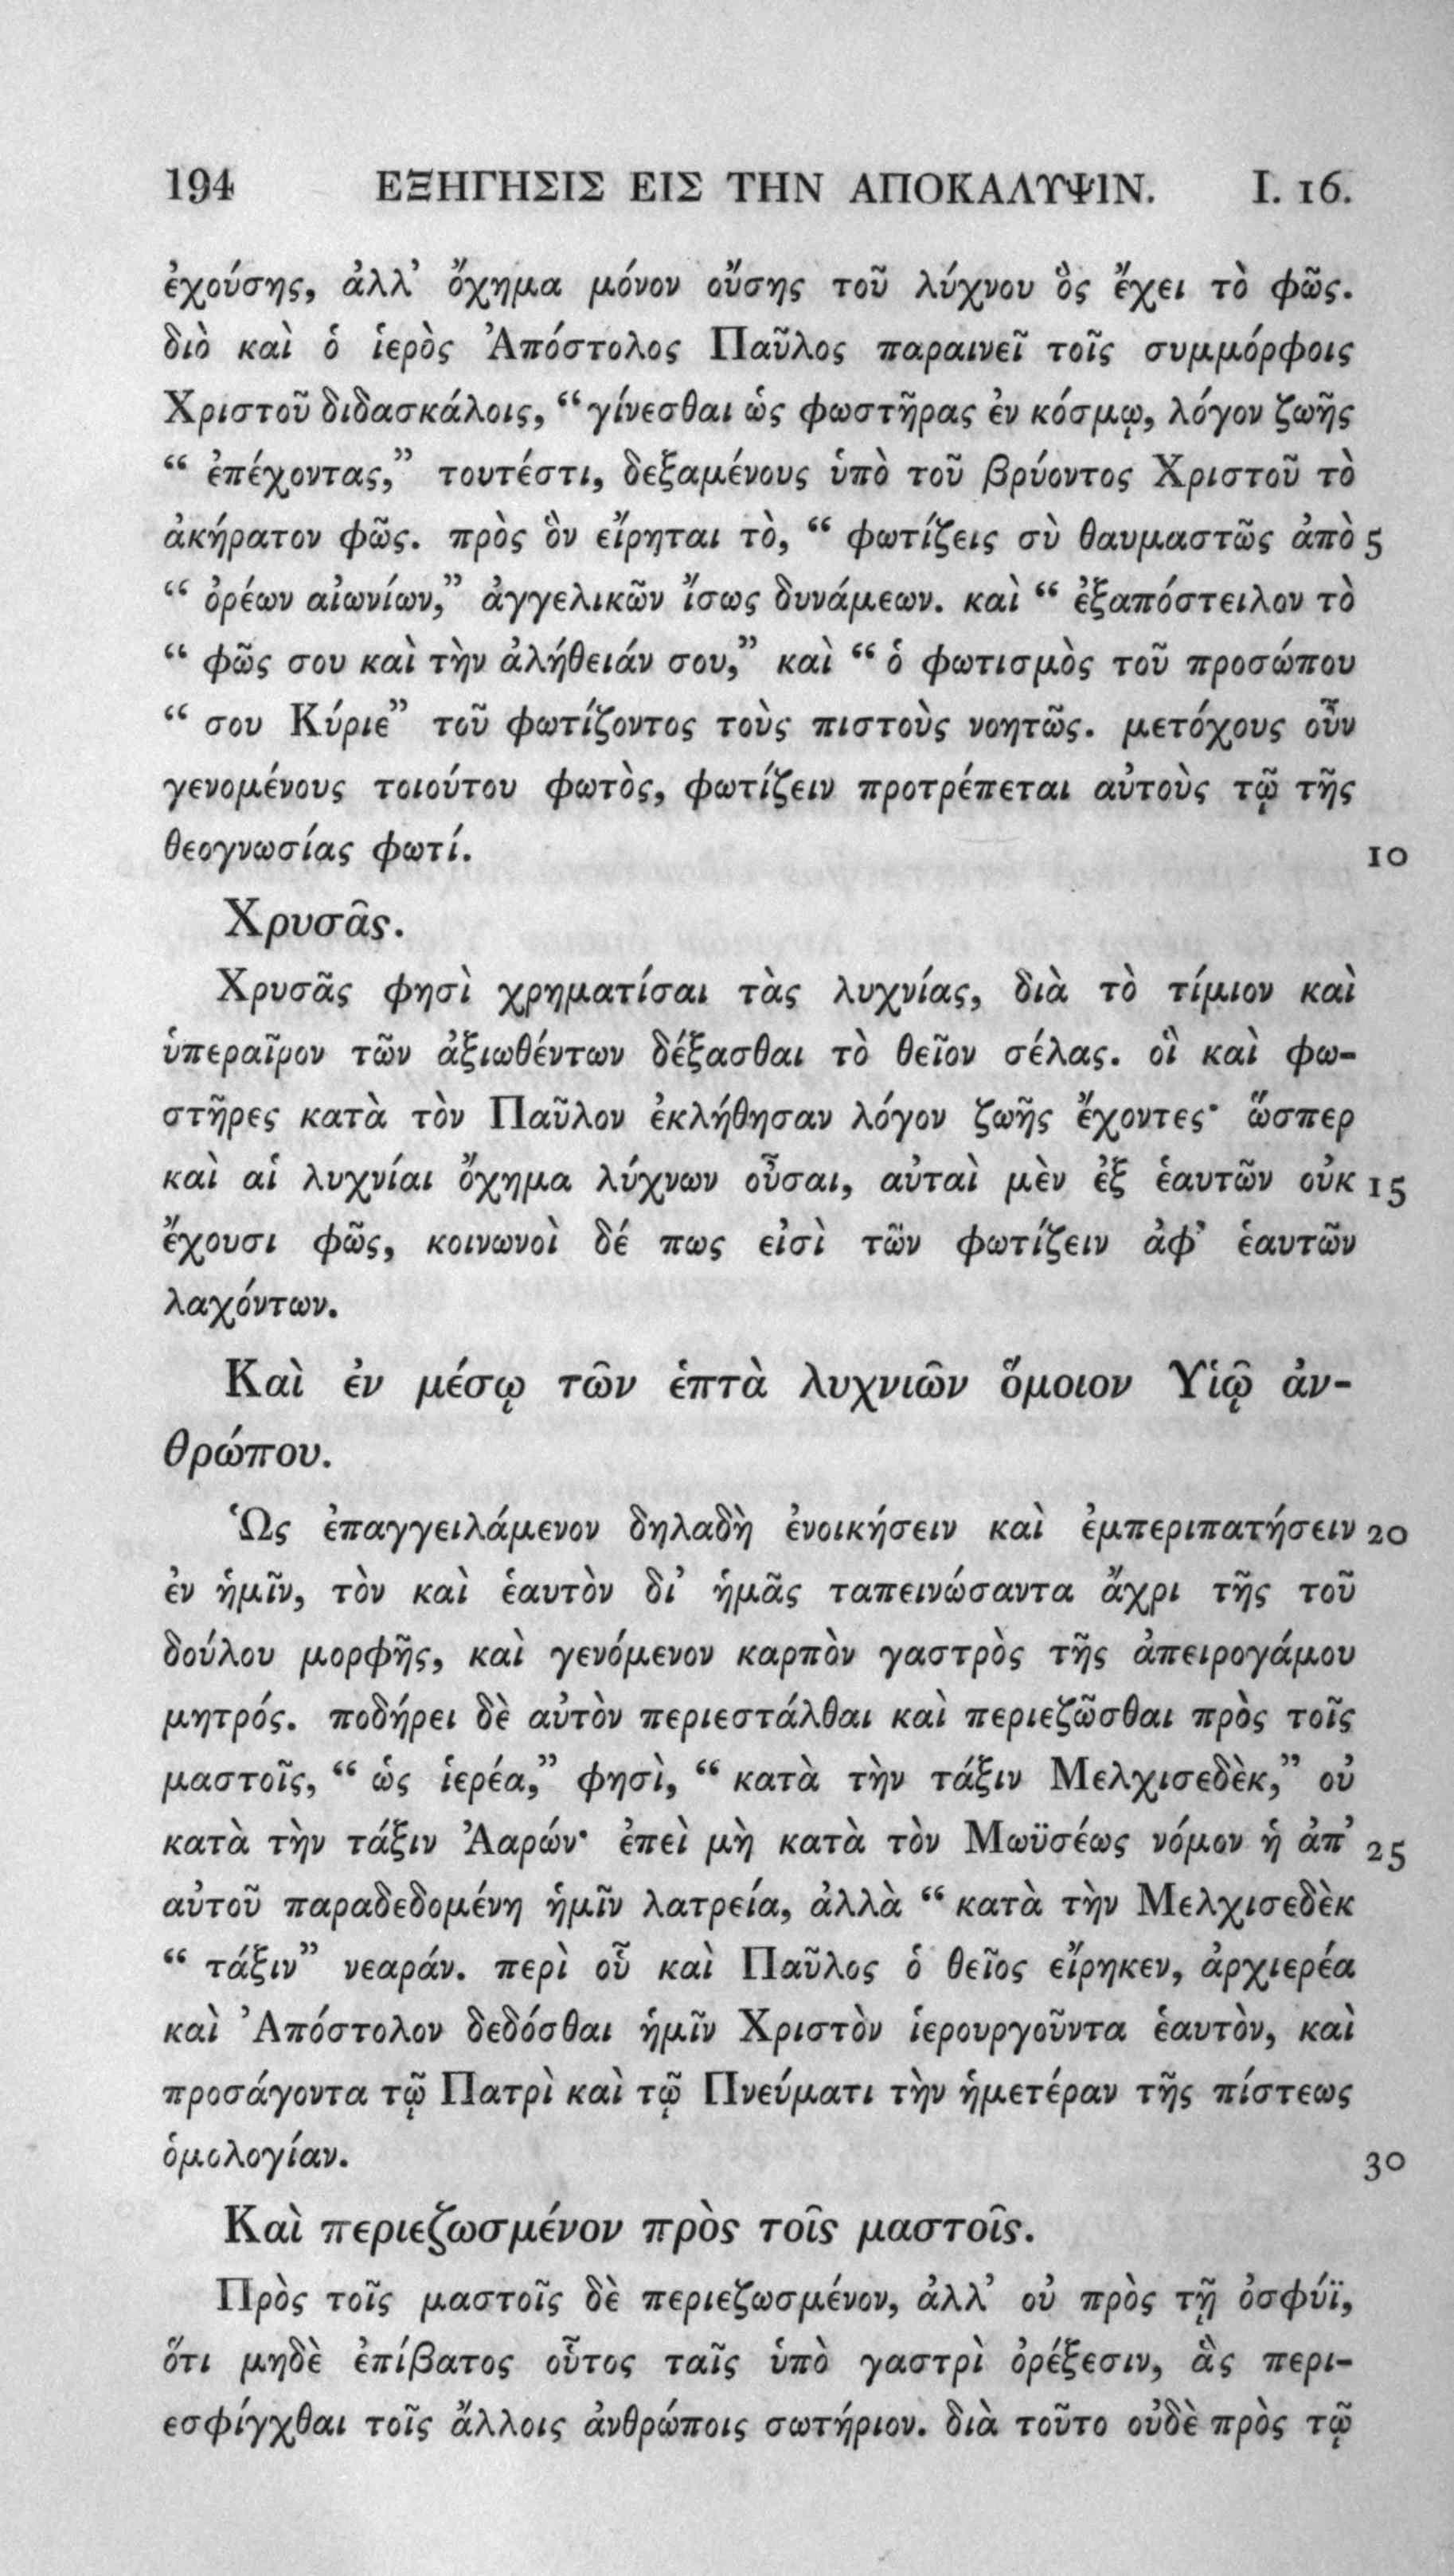 194 ΕΞΗΓΗΣΙΣ ΕΙΣ ΤΗΝ ΑΠΟΚΑΛΥΨΙΝ. I. 16.
ἐχούσης, ἀλλ’ ὄχημα μόνον οὔσης τοῦ λύχνου ὃς ἔχει τὸ φῶς.
διὸ καὶ ὁ ἱερὸς Ἀπόστολος Παῦλος παραινεῖ τοῖς συμμόρφοις
Χριστοῦ διδασκάλοις, “γίνεσθαι ὡς φωστῆρας ἐν κόσμῳ, λόγον ζωῆς
“ ἐπέχοντας,” τουτέστι, δεξαμένους ὑπὸ τοῦ βρύοντος Χριστοῦ τὸ
ἀκήρατον φῶς. πρὸς ὃν εἴρηται τὸ, “ φωτίζεις σὺ θαυμαστῶς ἀπὸ 5
“ ὀρέων αἰωνίων,” ἀγγελικῶν ἴσως δυνάμεων. καὶ “ ἐξαπόστειλον τὸ
“ φῶς σου καὶ τὴν ἀλήθειάν σου,” καὶ “ ὁ φωτισμὸς τοῦ προσώπου
“ σου Κύριε” τοῦ φωτίζοντος τοὺς πιστοὺς νοητῶς. μετόχους οὖν
γενομένους τοιούτου φωτὸς, φωτίζειν προτρέπεται αὐτοὺς τῷ τῆς
θεογνωσίας φωτί. 10
Χρυσᾶς.
Χρυσᾶς φησὶ χρηματίσαι τὰς λυχνίας, διὰ τὸ τίμιον καὶ
ὑπεραῖρον τῶν ἀξιωθέντων δέξασθαι τὸ θεῖον σέλας. οἳ καὶ φω-
στῆρες κατὰ τὸν Παῦλον ἐκλήθησαν λόγον ζωῆς ἔχοντες· ὥσπερ
καὶ αἱ λυχνίαι ὄχημα λύχνων οὖσαι, αὐταὶ μὲν ἐξ ἑαυτῶν οὐκ 15
ἔχουσι φῶς, κοινωνοὶ δέ πως εἰσὶ τῶν φωτίζειν ἀφ’ ἑαυτῶν
λαχόντων.
Καὶ ἐν μέσῳ τῶν ἑπτὰ λυχνιῶν ὅμοιον Υἱῷ ἀν-
θρώπου.
Ὡς ἐπαγγειλάμενον δηλαδὴ ἐνοικήσειν καὶ ἐμπεριπατήσειν 20
ἐν ἡμῖν, τὸν καὶ ἑαυτὸν δι’ ἡμᾶς ταπεινώσαντα ἄχρι τῆς τοῦ
δούλου μορφῆς, καὶ γενόμενον καρπὸν γαστρὸς τῆς ἀπειρογάμου
μητρός. ποδήρει δὲ αὐτὸν περιεστάλθαι καὶ περιεζῶσθαι πρὸς τοῖς
μαστοῖς, “ ὡς ἱερέα,” φησὶ, “ κατὰ τὴν τάξιν Μελχισεδὲκ,” οὐ
κατὰ τὴν τάξιν Ἀαρών· ἐπεὶ μὴ κατὰ τὸν Μωϋσέως νόμον ἡ ἀπ’ 25
αὐτοῦ παραδεδομένη ἡμῖν λατρεία, ἀλλὰ “ κατὰ τὴν Μελχισεδὲκ
“ τάξιν” νεαράν. περὶ οὗ καὶ Παῦλος ὁ θεῖος εἴρηκεν, ἀρχιερέα
καὶ Ἀπόστολον δεδόσθαι ἡμῖν Χριστὸν ἱερουργοῦντα ἑαυτὸν, καὶ
προσάγοντα τῷ Πατρὶ καὶ τῷ Πνεύματι τὴν ἡμετέραν τῆς πίστεως
ὁμολογίαν. 30
Καὶ περιεζωσμένον πρὸς τοῖς μαστοῖς.
Πρὸς τοῖς μαστοῖς δὲ περιεζωσμένον, ἀλλ’ οὐ πρὸς τῇ ὀσφύϊ,
ὅτι μηδὲ ἐπίβατος οὗτος ταῖς ὑπὸ γαστρὶ ὀρέξεσιν, ἃς περι-
εσφίγχθαι τοῖς ἄλλοις ἀνθρώποις σωτήριον. διὰ τοῦτο οὐδὲ πρὸς τῷ